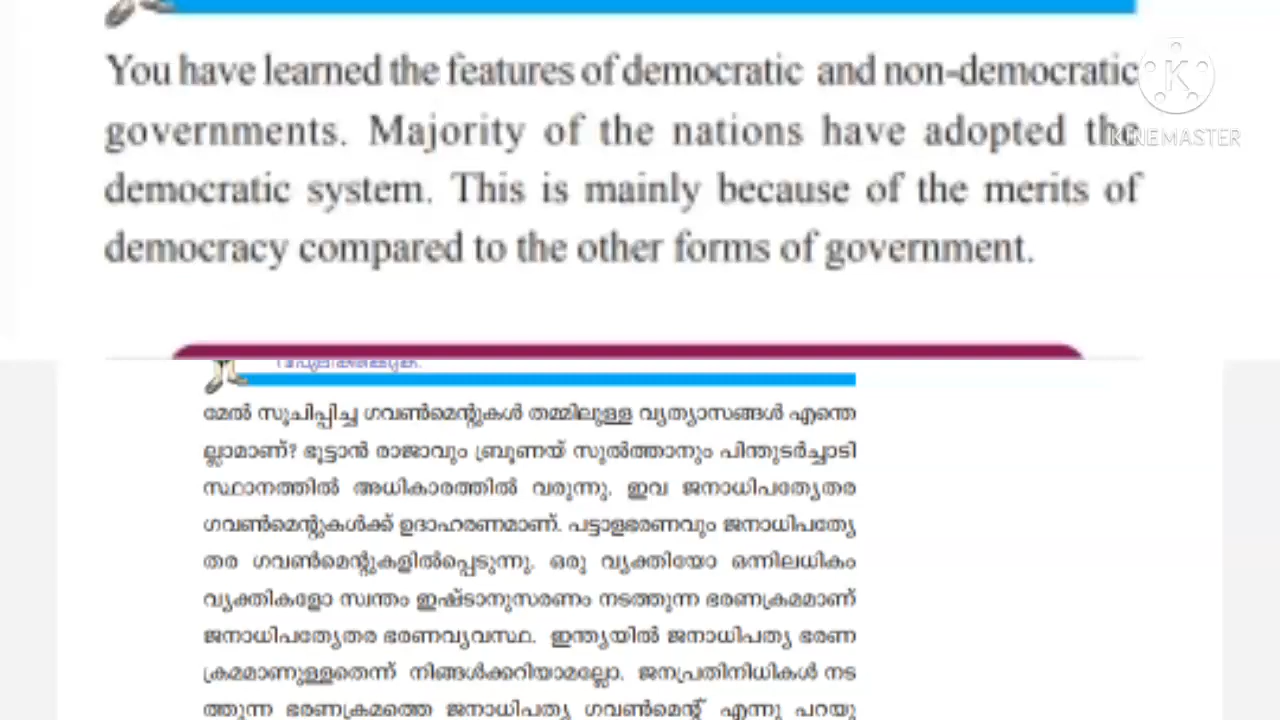 You have learned the features of democratic and non-democratic
governments. Majority of the nations have adopted the
democratic system. This is mainly because of the merits of
democracy compared to the other forms of government.
KINEMASTER
മേൽ സൂചിപ്പിച്ച ഗവൺമെന്റുകൾ തമ്മിലുള്ള വ്യത്യാസങ്ങൾ എന്തെ
ല്ലാമാണ്? ഭൂട്ടാൻ രാജാവും ബ്രൂണയ് സുൽത്താനും പിന്തുടർച്ചാടി
സ്ഥാനത്തിൽ അധികാരത്തിൽ വരുന്നു. ഇവ ജനാധിപത്യേതര
ഗവൺമെന്റുകൾക്ക് ഉദാഹരണമാണ്. പട്ടാളഭരണവും ജനാധിപത്യേ
തര ഗവൺമെന്റുകളിൽപ്പെടുന്നു. ഒരു വ്യക്തിയോ ഒന്നിലധികം
വ്യക്തികളോ സ്വന്തം ഇഷ്ടാനുസരണം നടത്തുന്ന ഭരണക്രമമാണ്
ജനാധിപത്യേതര ഭരണവ്യവസ്ഥ. ഇന്ത്യയിൽ ജനാധിപത്യ ഭരണ
ക്രമമാണുള്ളതെന്ന് നിങ്ങൾക്കറിയാമല്ലോ. ജനപ്രതിനിധികൾ നട
ത്തുന്ന ഭരണക്രമത്തെ ജനാധിപത്യ ഗവൺമെന്റ് എന്നു പറയു